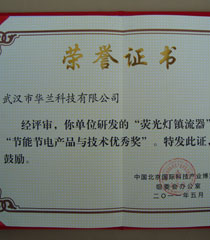 荣誉证书
武汉市华兰科技有限公司
经评审,你单位研发的“荧光灯镇流器”
“节能节电产品与技术优秀奖”。特发此证,
鼓励。
中国北京国际科技产业博
组委会办公室
二〇一一年五月